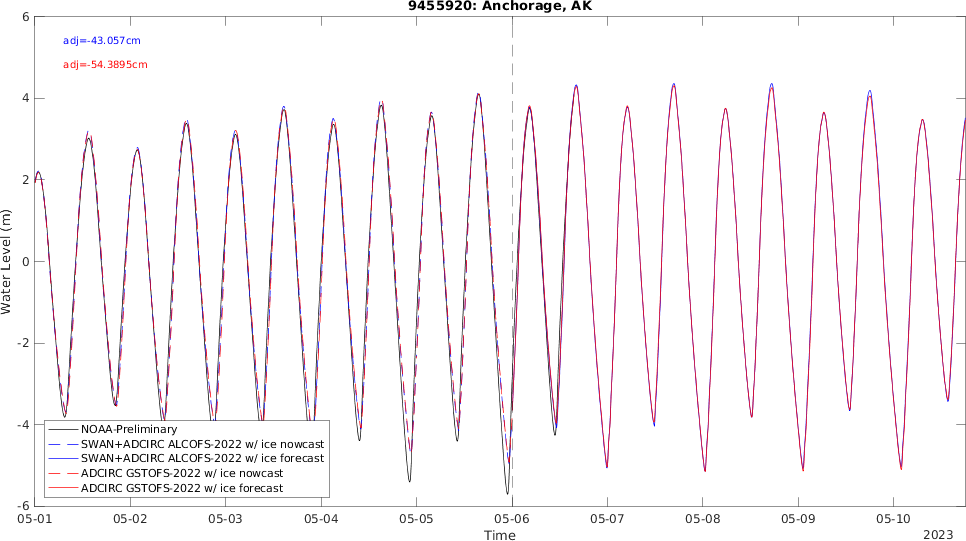 9455920: Anchorage, AK
adj=-43.057cm
adj=-54.3895cm
6
4
2
0
-2
-4
-6
Water Level (m)
NOAA-Preliminary
SWAN+ADCIRC ALCOFS-2022 w/ ice nowcast
SWAN+ADCIRC ALCOFS-2022 w/ ice forecast
ADCIRC GSTOFS-2022 w/ ice nowcast
ADCIRC GSTOFS-2022 w/ ice forecast
05-01 05-02 05-03 05-04 05-05 05-06 05-07 05-08 05-09 05-10
Time
2023